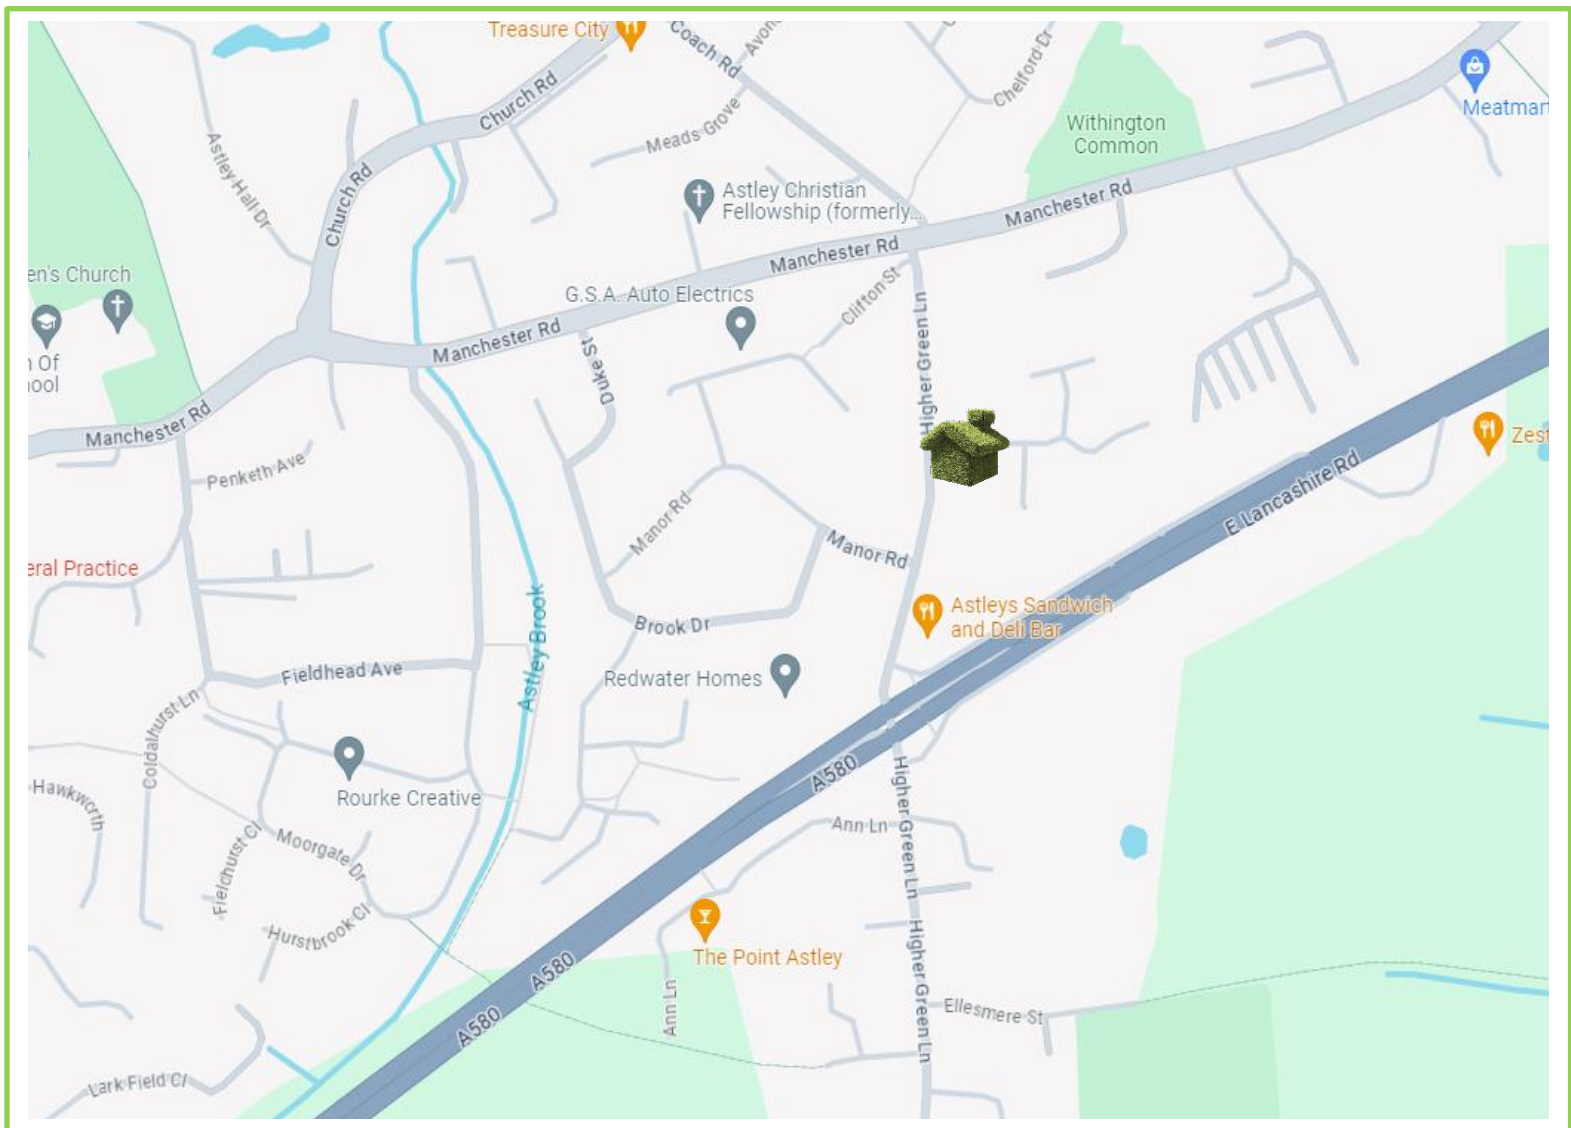 Treasure City
Coach Rd
Avon
Chelford Dr
Meatmart
Church Rd
Meads Grove
Withington
Common
Astley Hall Dr
Church Rd
Astley Christian
Fellowship (formerly...
Manchester Rd
Manchester Rd
en's Church
G.S.A. Auto Electrics
Clifton St
Higher Green Ln
Manchester Rd
Duke St
n Of
ool
Manchester Rd
Higher Green Ln
Zest
Penketh Ave
E Lancashire Rd
Manor Rd
Manor Rd
eral Practice
Astleys Sandwich
and Deli Bar
Brook Dr
Astley Brook
Fieldhead Ave
Redwater Homes
Coldalhurst Ln
A580
Hawkworth
Rourke Creative
Higher Green Ln
Ann Ln
Fieldhurst Cl
Moorgate Dr
Hurstbrook Cl
The Point Astley
Higher Green Ln
A580
A580
Ann Ln
Ellesmere St
Lark Field Cl